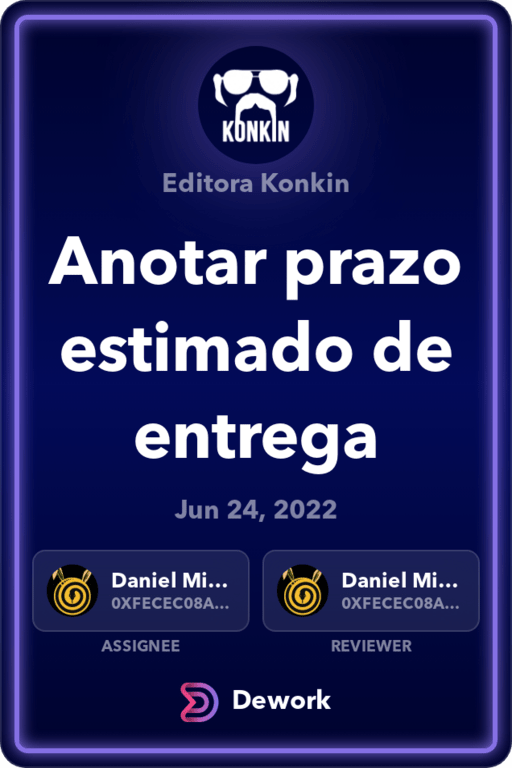 KONKIN
Editora Konkin
Anotar prazo
estimado de
entrega
Jun 24, 2022
Daniel Mi...
0XFECEC08A...
Daniel Mi...
0XFECEC08A...
ASSIGNEE
REVIEWER
Dework